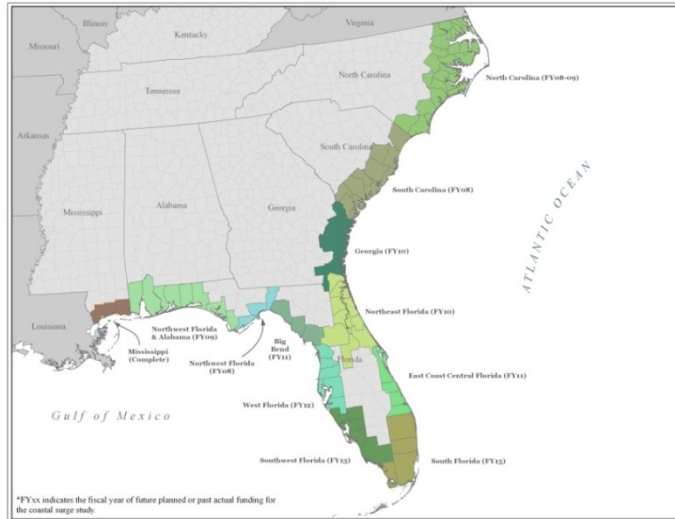 Illinois
Virginia
Missouri
Kentucky
North Carolina
North Carolina (FY08-09)
Tennessee
Arkansas
South Carolina
South Carolina (FY08)
Mississippi
Alabama
Georgia
ATLANTIC OCEAN
Georgia (FY10)
Louisiana
Northeast Florida (FY10)
Northwest Florida
& Alabama (FY09)
Mississippi
(Complete)
Northwest Florida
(FY08)
Big
Bend
(FY11)
Florida
East Coast Central Florida (FY11)
West Florida (FY12)
Gulf of Mexico
Southwest Florida (FY13)
South Florida (FY13)
*FYxx indicates the fiscal year of future planned or past actual funding for
the coastal surge study.